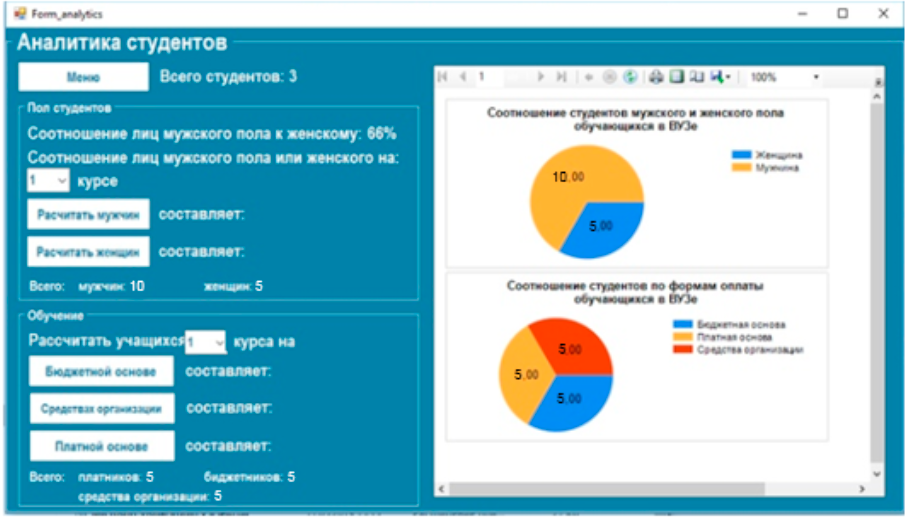 Form_analytics
Аналитика студентов
Меню
Всего студентов: 3
Пол студентов
Соотношение лиц мужского пола к женскому: 66%
Соотношение лиц мужского пола или женского на:
1 курсе
Расчитать мужчин составляет:
Расчитать женщин составляет:
Всего: мужчин: 10 женщин: 5
Обучение
Рассчитать учащихся 1 курса на
Бюджетной основе составляет:
Средствах организации составляет:
Платной основе составляет:
Всего: платников: 5 биджетников: 5
средства организации: 5
1 100%
Соотношение студентов мужского и женского пола
обучающихся в ВУЗе
Женщина
Мужчина
10,00
5,00
Соотношение студентов по формам оплаты
обучающихся в ВУЗе
Бюджетная основа
Платная основа
Средства организации
5,00
5,00
5,00